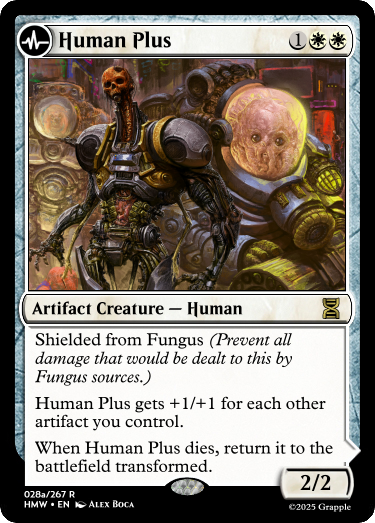 Human Plus
1
Artifact Creature — Human
Shielded from Fungus (Prevent all
damage that would be dealt to this by
Fungus sources.)
Human Plus gets +1/+1 for each other
artifact you control.
When Human Plus dies, return it to the
battlefield transformed.
2/2
028a/267 R
HMW • EN Alex Boca
©2025 Grapple